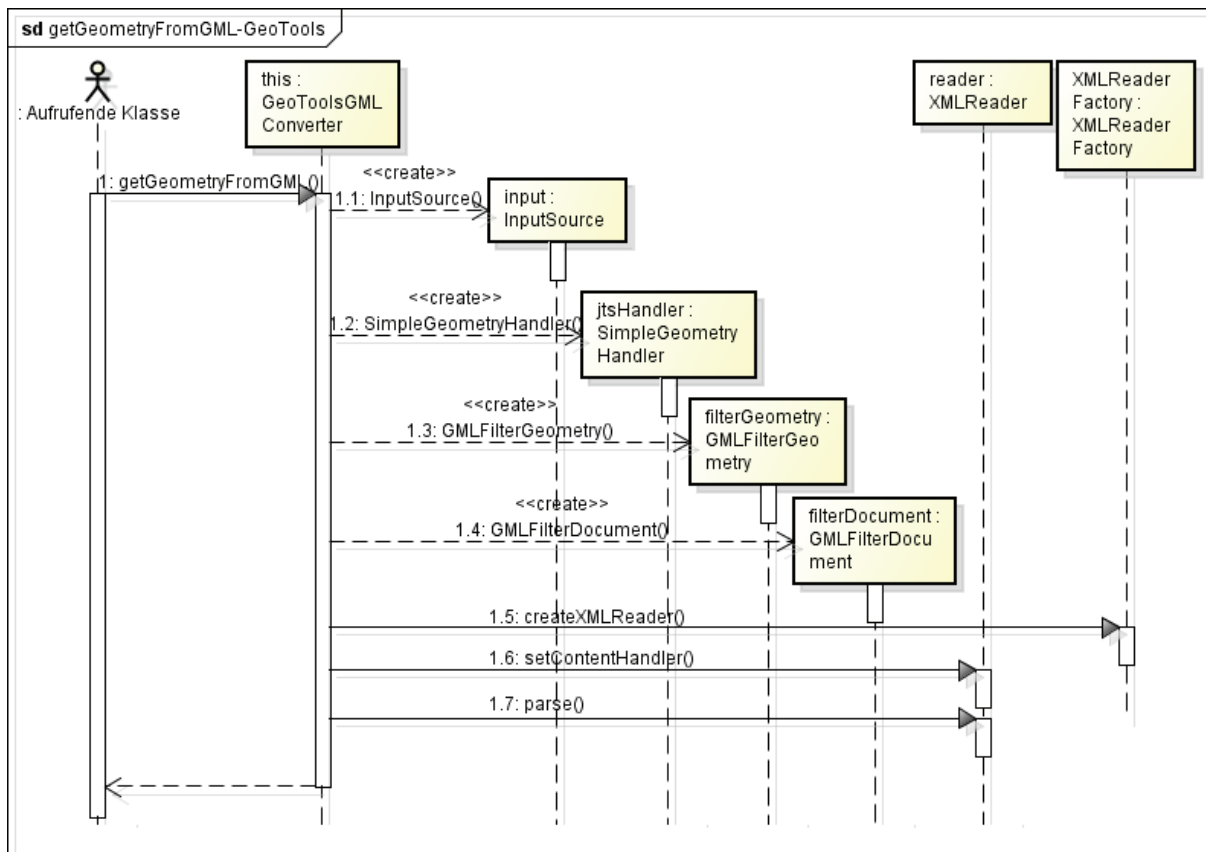 sd getGeometryFromGML-GeoTools
: Aufrufende Klasse
this :
GeoToolsGML
Converter
reader :
XMLReader
XMLReader
Factory :
XMLReader
Factory
1: getGeometryFromGML()
<<create>>
1.1: InputSource()
input :
InputSource
<<create>>
1.2: SimpleGeometryHandler()
jtsHandler :
SimpleGeometry
Handler
<<create>>
1.3: GMLFilterGeometry()
filterGeometry :
GMLFilterGeo
metry
<<create>>
1.4: GMLFilterDocument()
filterDocument :
GMLFilterDocu
ment
1.5: createXMLReader()
1.6: setContentHandler()
1.7: parse()